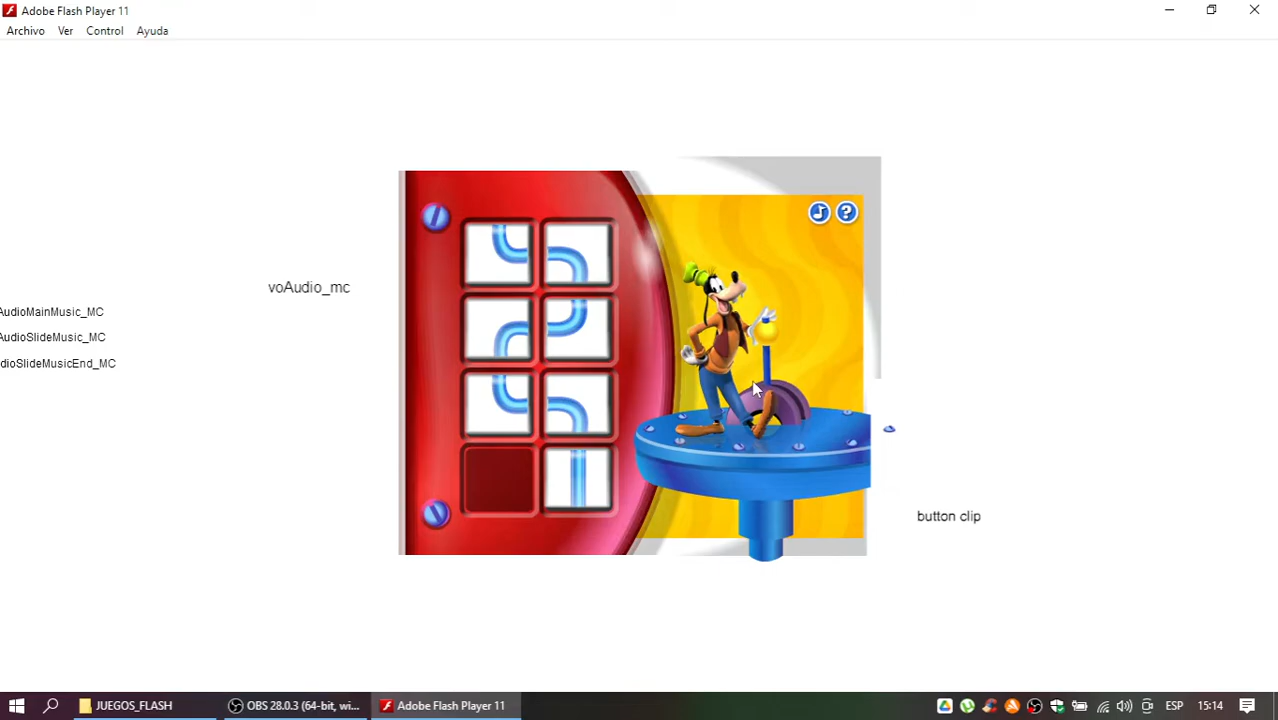 Adobe Flash Player 11
Archivo Ver Control Ayuda
?
voAudio_mc
AudioMainMusic_MC
AudioSlideMusic_MC
dioSlideMusicEnd_MC
button clip
JUEGOS_FLASH
OBS 28.0.3 (64-bit, wi...
Adobe Flash Player 11
ESP
15:14